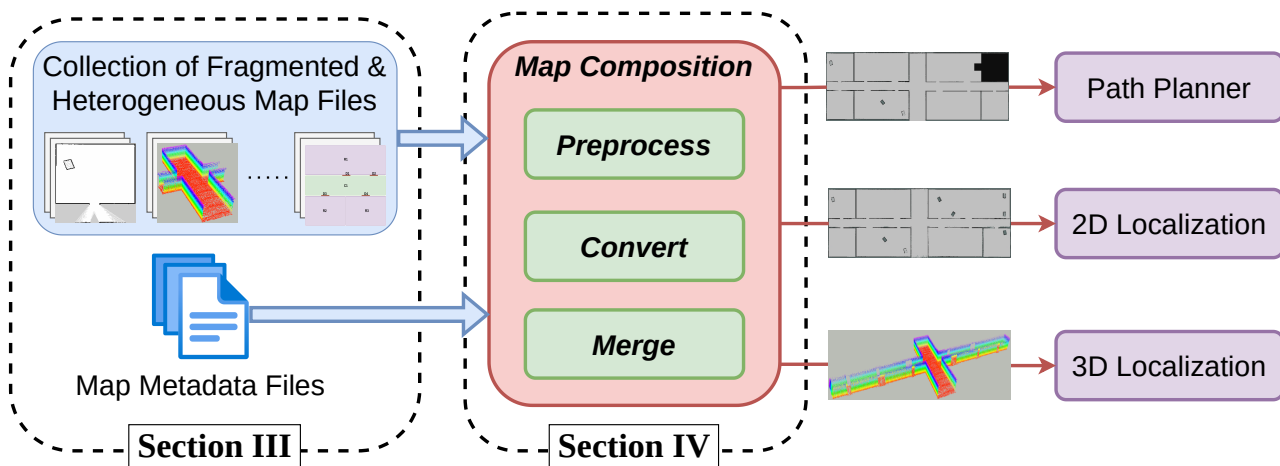 Collection of Fragmented &
Heterogeneous Map Files
Map Metadata Files
Section III
Map Composition
Preprocess
Convert
Merge
Section IV
Path Planner
2D Localization
3D Localization